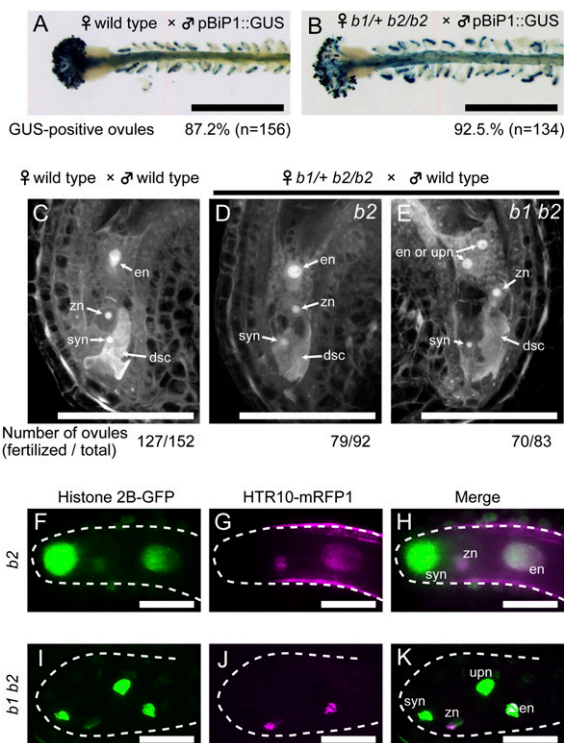 A ♀ wild type × ♂ pBiP1::GUS
B ♀ b1/+ b2/b2 × ♂ pBiP1::GUS
GUS-positive ovules 87.2% (n=156) 92.5.% (n=134)
♀ wild type × ♂ wild type ♀ b1/+ b2/b2 × ♂ wild type
C
en
zn
syn
dsc
D b2
en
zn
syn
dsc
E b1 b2
en or upn
zn
syn
dsc
Number of ovules
(fertilized / total) 127/152 79/92 70/83
Histone 2B-GFP HTR10-mRFP1 Merge
b2
F G H
zn
syn en
b1 b2
I J K
upn
syn en
zn